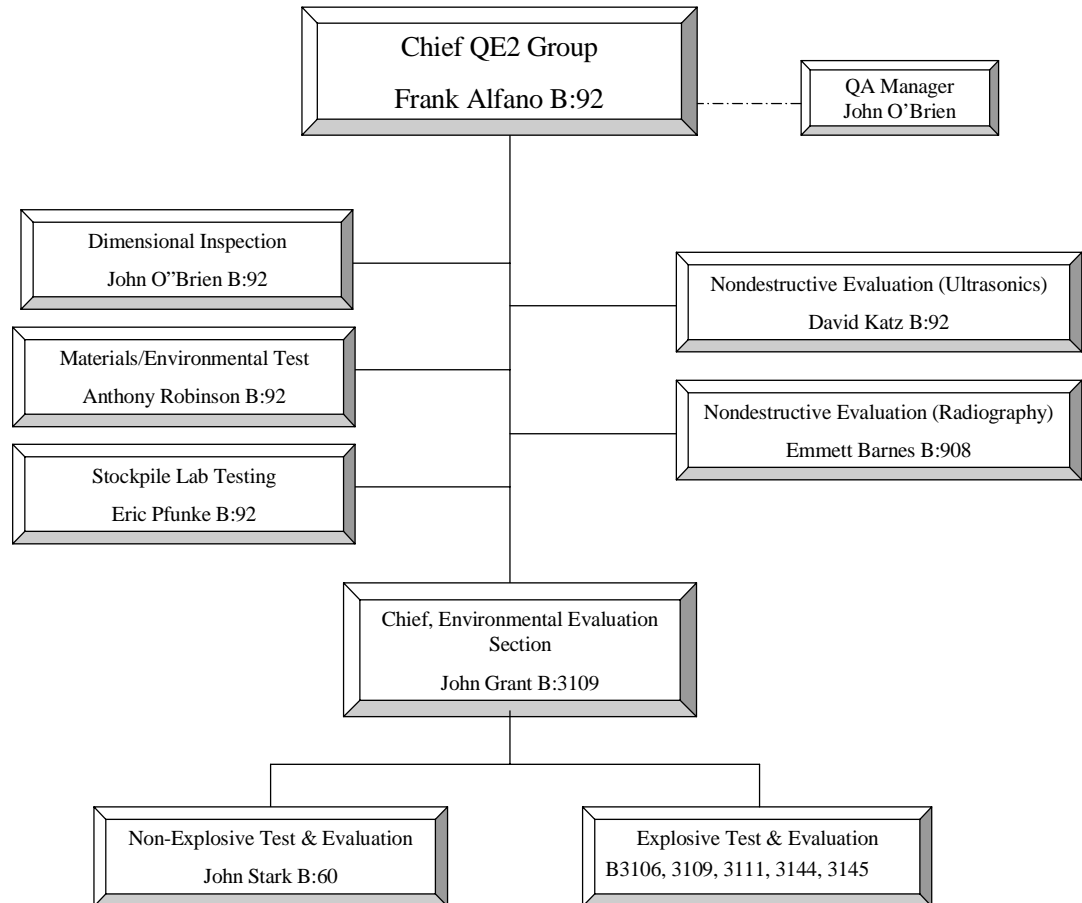 Chief QE2 Group
Frank Alfano B:92
QA Manager
John O’Brien
Dimensional Inspection
John O”Brien B:92
Materials/Environmental Test
Anthony Robinson B:92
Stockpile Lab Testing
Eric Pfunke B:92
Nondestructive Evaluation (Ultrasonics)
David Katz B:92
Nondestructive Evaluation (Radiography)
Emmett Barnes B:908
Chief, Environmental Evaluation
Section
John Grant B:3109
Non-Explosive Test & Evaluation
John Stark B:60
Explosive Test & Evaluation
B3106, 3109, 3111, 3144, 3145